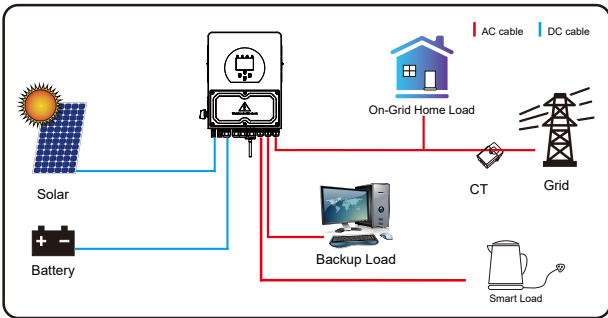 AC cable
DC cable
On-Grid Home Load
Solar
CT
Grid
Battery
Backup Load
Smart Load